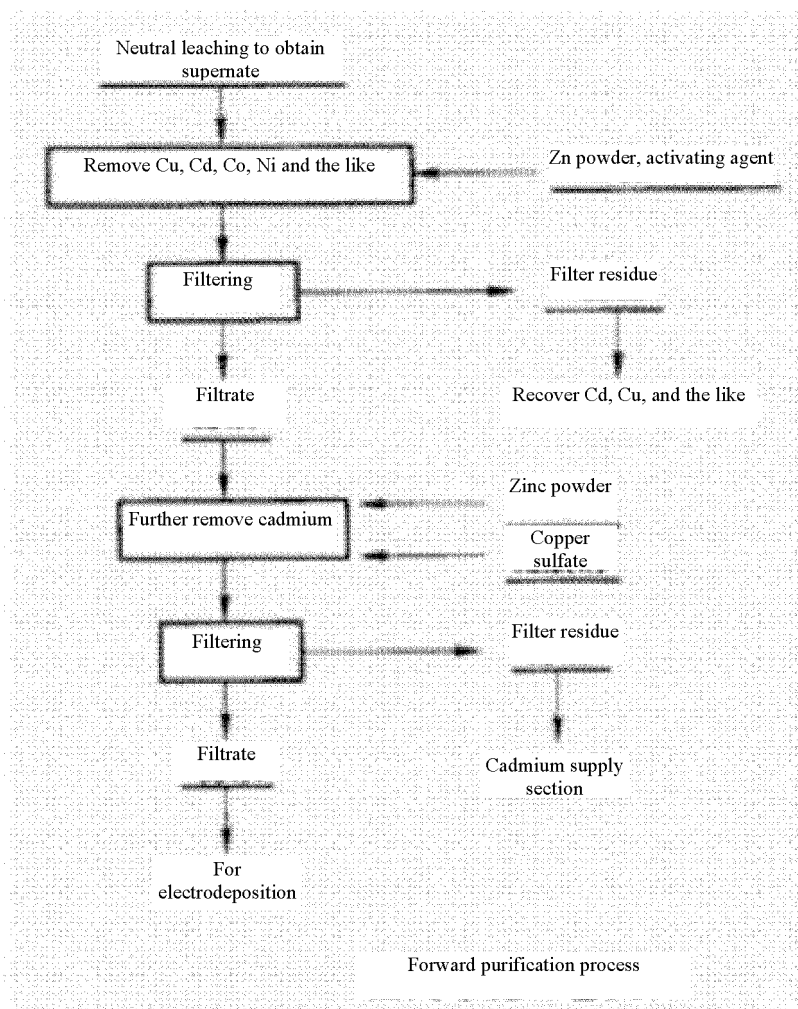 Neutral leaching to obtain
supernate
Remove Cu, Cd, Co, Ni and the like
Zn powder, activating agent
Filtering
Filter residue
Filtrate
Recover Cd, Cu, and the like
Zinc powder
Further remove cadmium
Copper
sulfate
Filtering
Filter residue
Filtrate
Cadmium supply
section
For
electrodeposition
Forward purification process